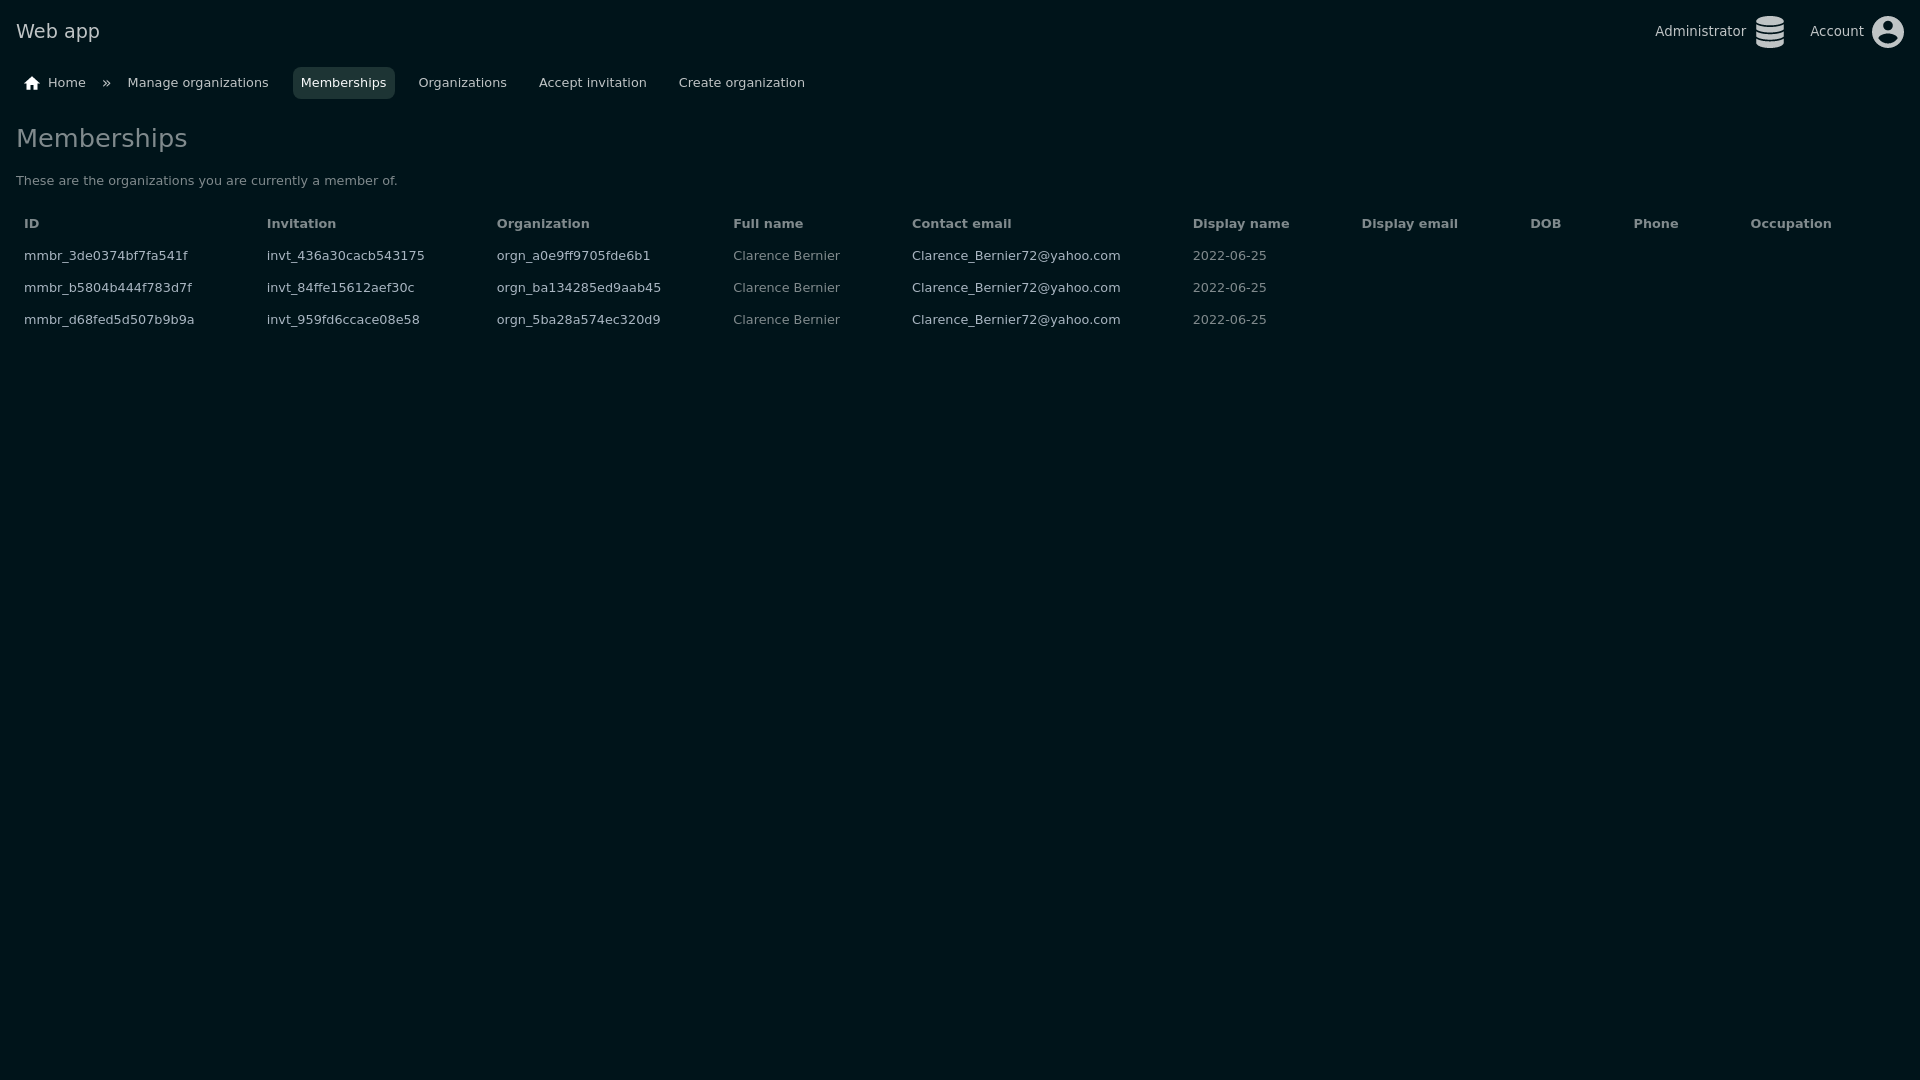 Web app
Administrator
Account
Home » Manage organizations Memberships Organizations Accept invitation Create organization
Memberships
These are the organizations you are currently a member of.
ID Invitation Organization Full name Contact email Display name Display email DOB Phone Occupation
mmbr_3de0374bf7fa541f invt_436a30cacb543175 orgn_a0e9ff9705fde6b1 Clarence Bernier Clarence_Bernier72@yahoo.com 2022-06-25
mmbr_b5804b444f783d7f invt_84ffe15612aef30c orgn_ba134285ed9aab45 Clarence Bernier Clarence_Bernier72@yahoo.com 2022-06-25
mmbr_d68fed5d507b9b9a invt_959fd6ccace08e58 orgn_5ba28a574ec320d9 Clarence Bernier Clarence_Bernier72@yahoo.com 2022-06-25